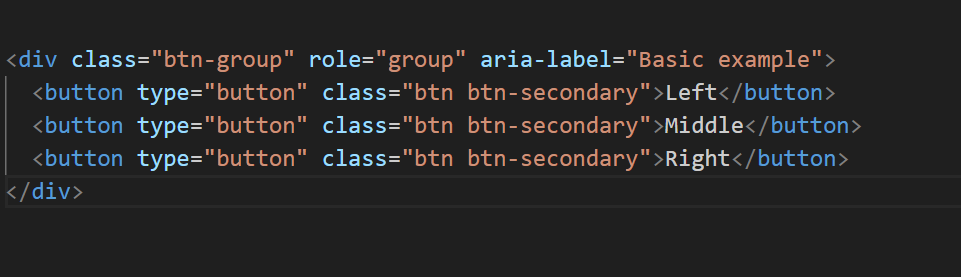 <div class="btn-group" role="group" aria-label="Basic example">
  <button type="button" class="btn btn-secondary">Left</button>
  <button type="button" class="btn btn-secondary">Middle</button>
  <button type="button" class="btn btn-secondary">Right</button>
</div>